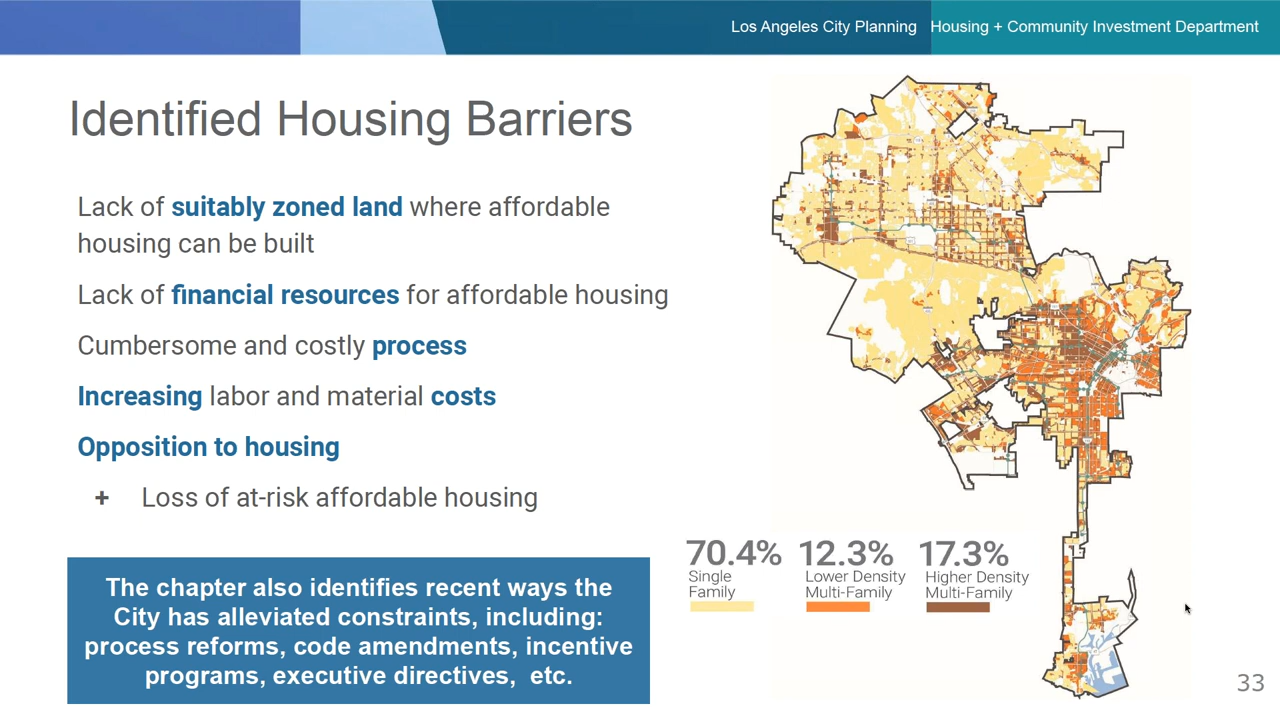 Los Angeles City Planning
Housing + Community Investment Department
Identified Housing Barriers
Lack of suitably zoned land where affordable
housing can be built
Lack of financial resources for affordable housing
Cumbersome and costly process
Increasing labor and material costs
Opposition to housing
+ Loss of at-risk affordable housing
The chapter also identifies recent ways the
City has alleviated constraints, including:
process reforms, code amendments, incentive
programs, executive directives, etc.
70.4%
Single
Family
12.3%
Lower Density
Multi-Family
17.3%
Higher Density
Multi-Family
33